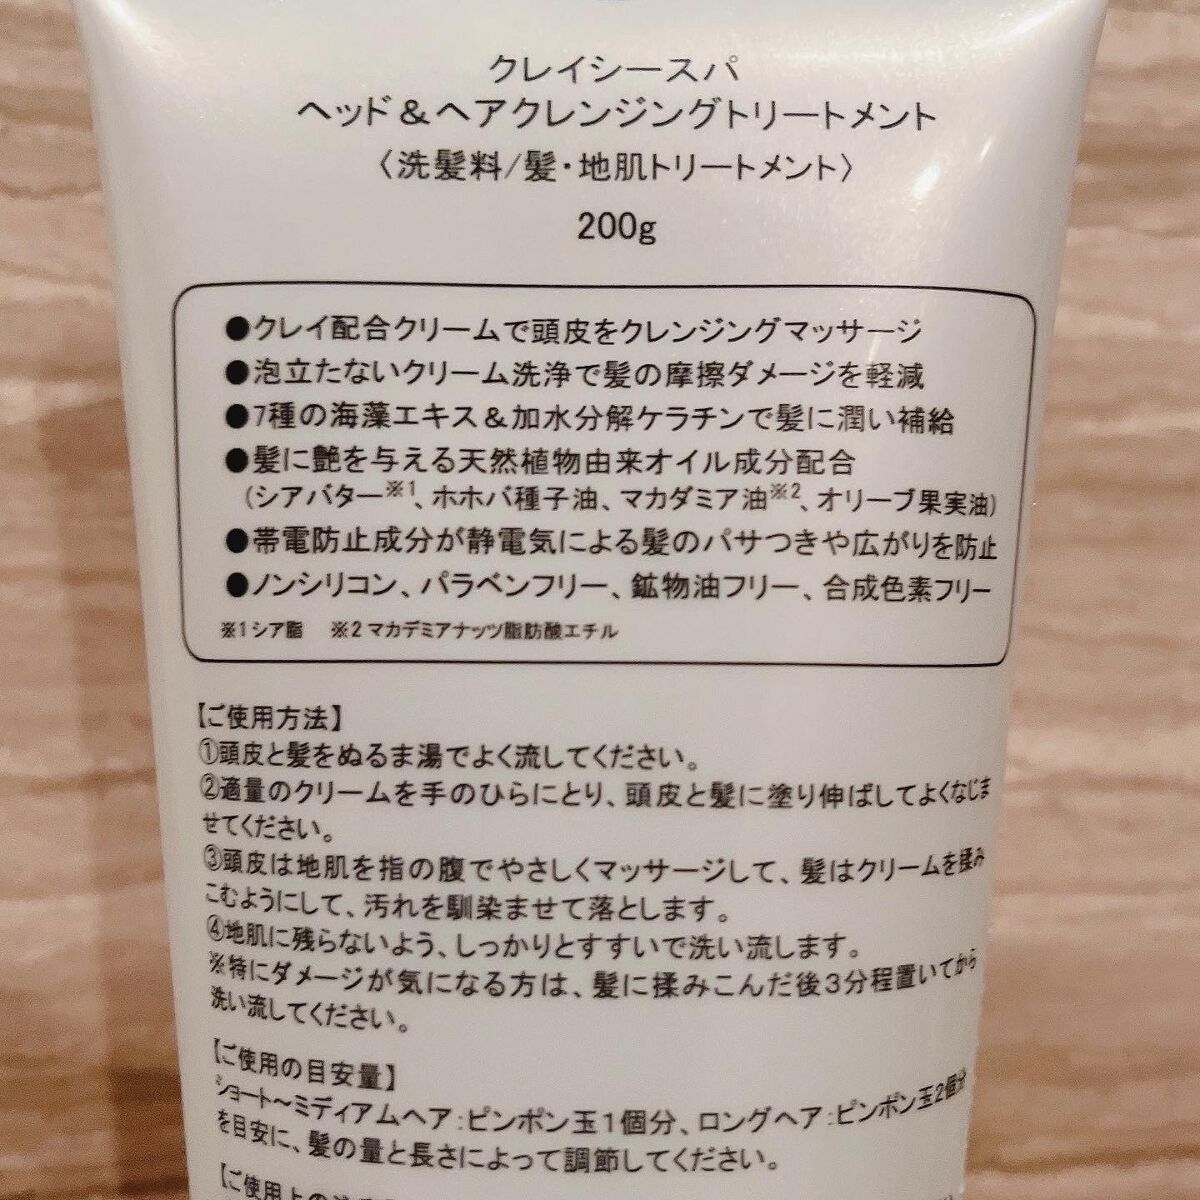 クレイシースパ
ヘッド＆ヘアクレンジングトリートメント
〈洗髪料/髪・地肌トリートメント〉
200g
●クレイ配合クリームで頭皮をクレンジングマッサージ
●泡立たないクリーム洗浄で髪の摩擦ダメージを軽減
●7種の海藻エキス＆加水分解ケラチンで髪に潤い補給
●髪に艶を与える天然植物由来オイル成分配合
(シアバター※1、ホホバ種子油、マカダミア油※2、オリーブ果実油)
●帯電防止成分が静電気による髪のパサつきや広がりを防止
●ノンシリコン、パラベンフリー、鉱物油フリー、合成色素フリー
※1シア脂　※2マカデミアナッツ脂肪酸エチル
【ご使用方法】
①頭皮と髪をぬるま湯でよく流してください。
②適量のクリームを手のひらにとり、頭皮と髪に塗り伸ばしてよくなじま
せてください。
③頭皮は地肌を指の腹でやさしくマッサージして、髪はクリームを揉み
こむようにして、汚れを馴染ませて落とします。
④地肌に残らないよう、しっかりとすすいで洗い流します。
※特にダメージが気になる方は、髪に揉みこんだ後3分程置いてから
洗い流してください。
【ご使用の目安量】
ショート〜ミディアムヘア：ピンポン玉1個分、ロングヘア：ピンポン玉2個分
を目安に、髪の量と長さによって調節してください。
【ご使用上の